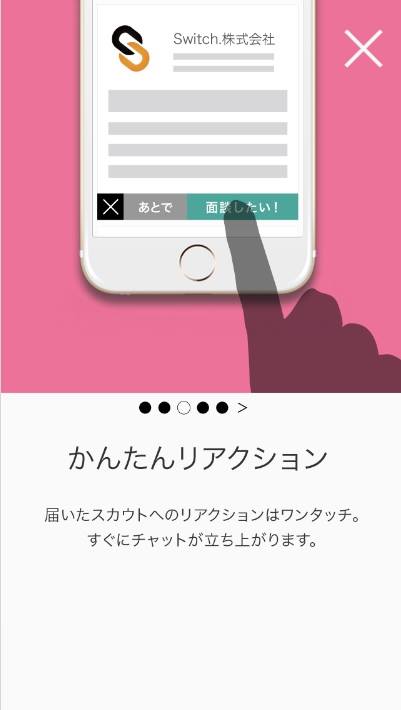 Switch.株式会社
あとで
面談したい！
かんたんリアクション
届いたスカウトへのリアクションはワンタッチ。
すぐにチャットが立ち上がります。